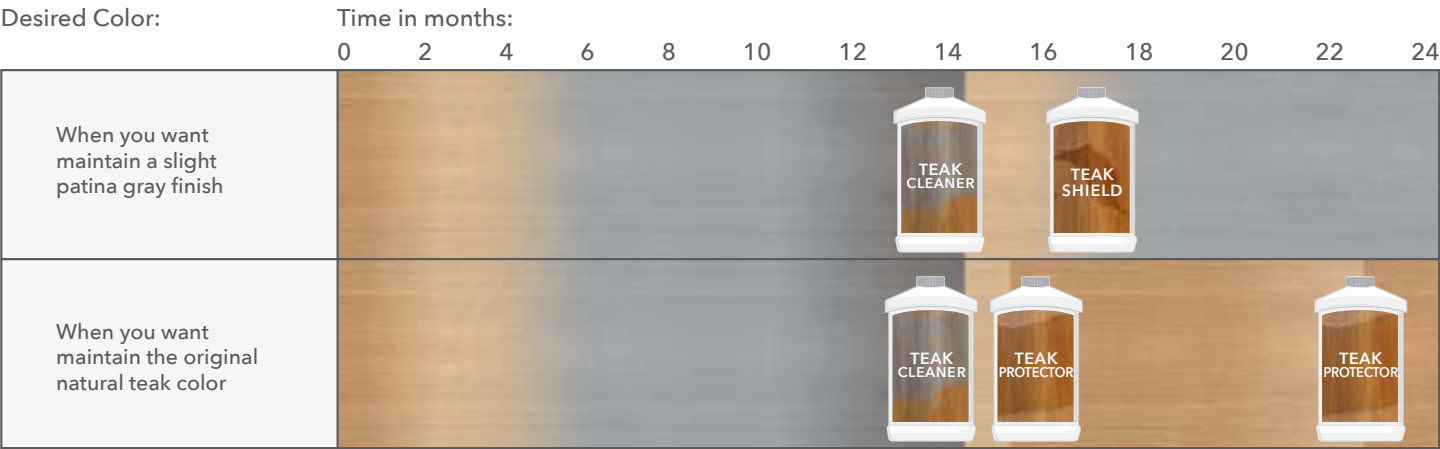 Desired Color:
Time in months:
0 2 4 6 8 10 12 14 16 18 20 22 24
When you want
maintain a slight
patina gray finish
TEAK
CLEANER
TEAK
SHIELD
When you want
maintain the original
natural teak color
TEAK
CLEANER
TEAK
PROTECTOR
TEAK
PROTECTOR